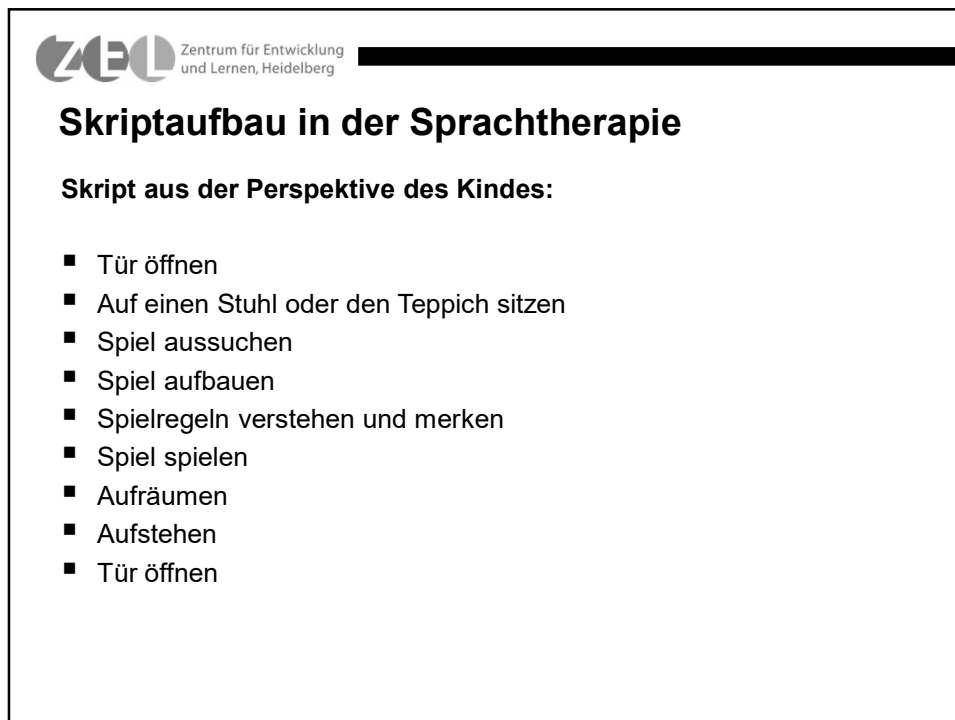 ZEL Zentrum für Entwicklung
und Lernen, Heidelberg
Skriptaufbau in der Sprachtherapie
Skript aus der Perspektive des Kindes:
▪ Tür öffnen
▪ Auf einen Stuhl oder den Teppich sitzen
▪ Spiel aussuchen
▪ Spiel aufbauen
▪ Spielregeln verstehen und merken
▪ Spiel spielen
▪ Aufräumen
▪ Aufstehen
▪ Tür öffnen